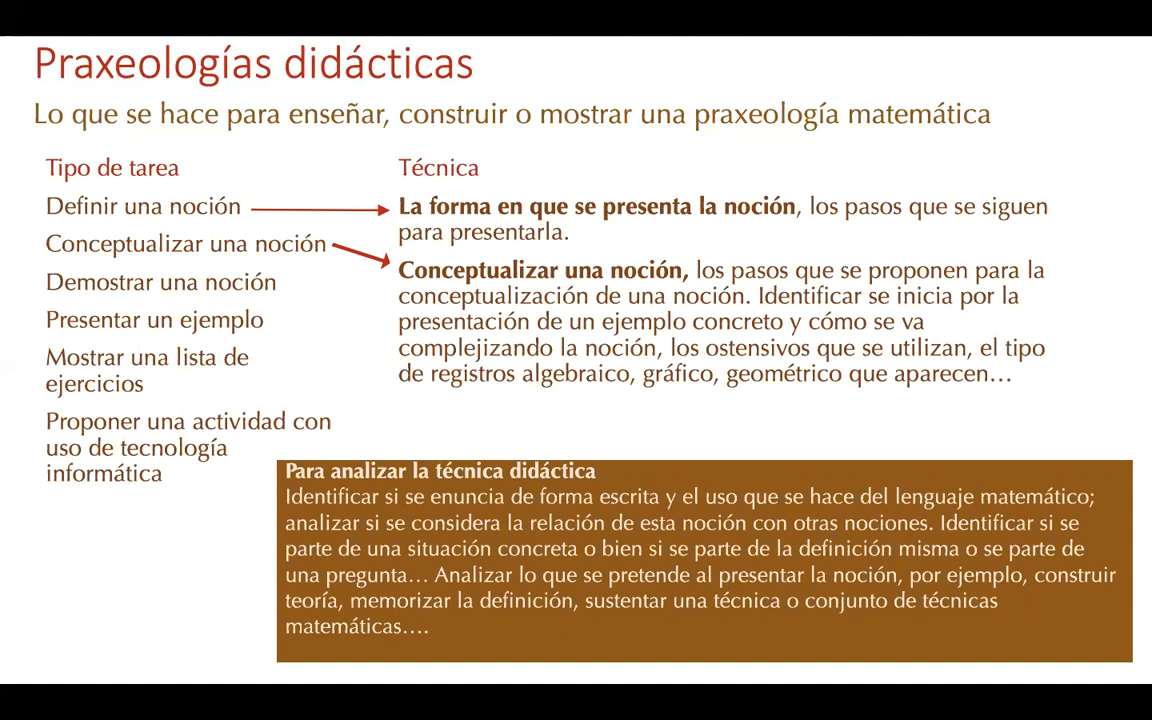 Praxeologías didácticas
Lo que se hace para enseñar, construir o mostrar una praxeología matemática
Tipo de tarea
Definir una noción
Conceptualizar una noción
Demostrar una noción
Presentar un ejemplo
Mostrar una lista de
ejercicios
Proponer una actividad con
uso de tecnología
informática
Técnica
La forma en que se presenta la noción, los pasos que se siguen
para presentarla.
Conceptualizar una noción, los pasos que se proponen para la
conceptualización de una noción. Identificar se inicia por la
presentación de un ejemplo concreto y cómo se va
complejizando la noción, los ostensivos que se utilizan, el tipo
de registros algebraico, gráfico, geométrico que aparecen…
Para analizar la técnica didáctica
Identificar si se enuncia de forma escrita y el uso que se hace del lenguaje matemático;
analizar si se considera la relación de esta noción con otras nociones. Identificar si se
parte de una situación concreta o bien si se parte de la definición misma o se parte de
una pregunta… Analizar lo que se pretende al presentar la noción, por ejemplo, construir
teoría, memorizar la definición, sustentar una técnica o conjunto de técnicas
matemáticas….